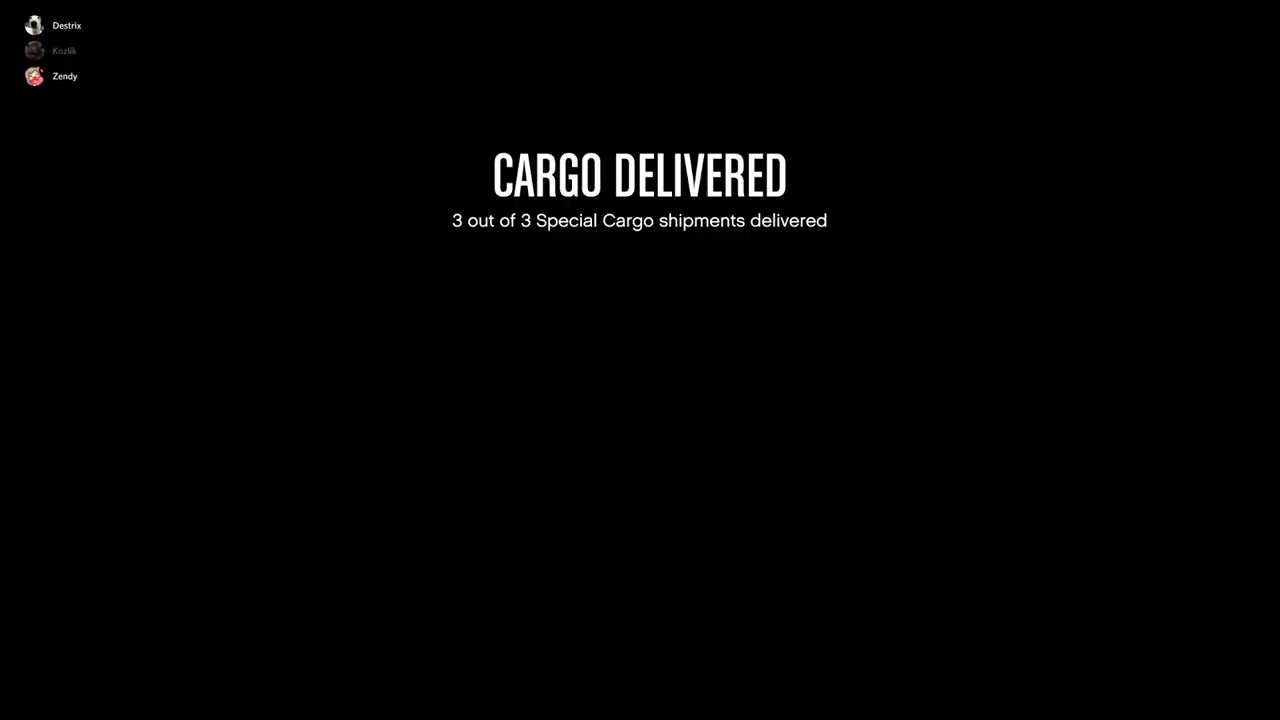 Destrix
Kozlik
Zendy
CARGO DELIVERED
3 out of 3 Special Cargo shipments delivered